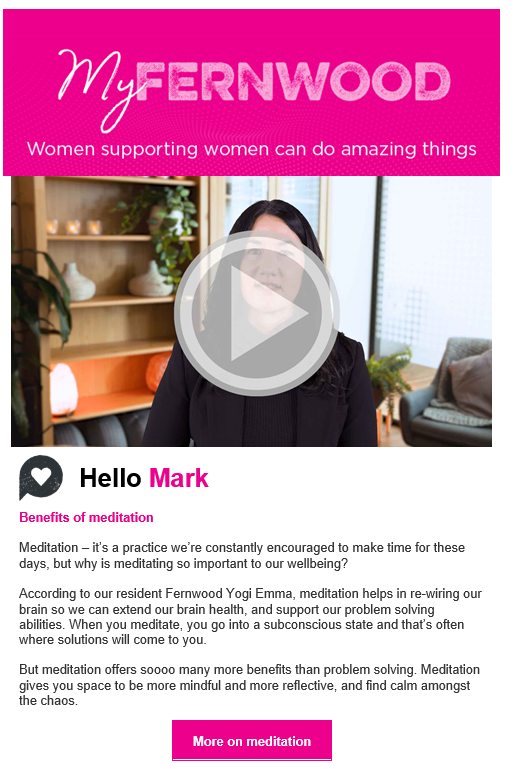 MyFERNWOOD
Women supporting women can do amazing things
Hello Mark
Benefits of meditation
Meditation – it’s a practice we’re constantly encouraged to make time for these
days, but why is meditating so important to our wellbeing?
According to our resident Fernwood Yogi Emma, meditation helps in re-wiring our
brain so we can extend our brain health, and support our problem solving
abilities. When you meditate, you go into a subconscious state and that’s often
where solutions will come to you.
But meditation offers soooo many more benefits than problem solving. Meditation
gives you space to be more mindful and more reflective, and find calm amongst
the chaos.
More on meditation